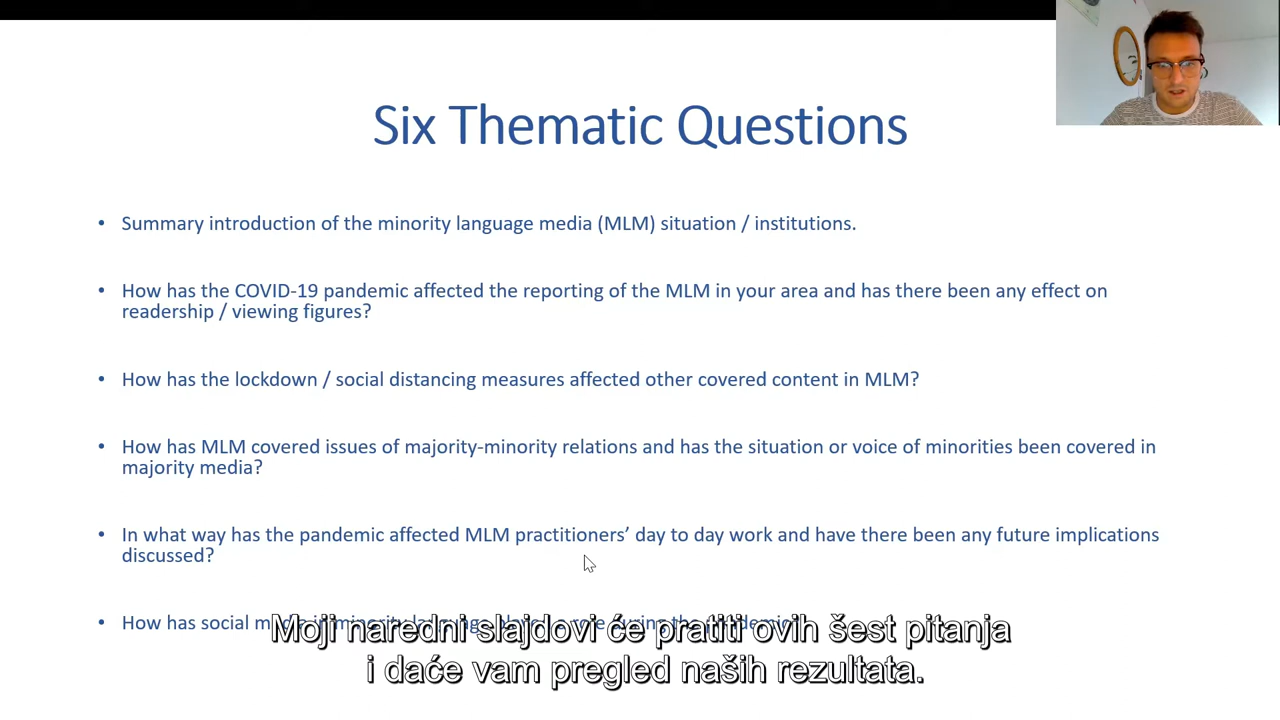 Six Thematic Questions
• Summary introduction of the minority language media (MLM) situation / institutions.
• How has the COVID-19 pandemic affected the reporting of the MLM in your area and has there been any effect on
readership / viewing figures?
• How has the lockdown / social distancing measures affected other covered content in MLM?
• How has MLM covered issues of majority-minority relations and has the situation or voice of minorities been covered in
majority media?
• In what way has the pandemic affected MLM practitioners’ day to day work and have there been any future implications
discussed?
• How has social
Moji naredni slajdovi će pratiti ovih šest pitanja
i daće vam pregled naših rezultata.